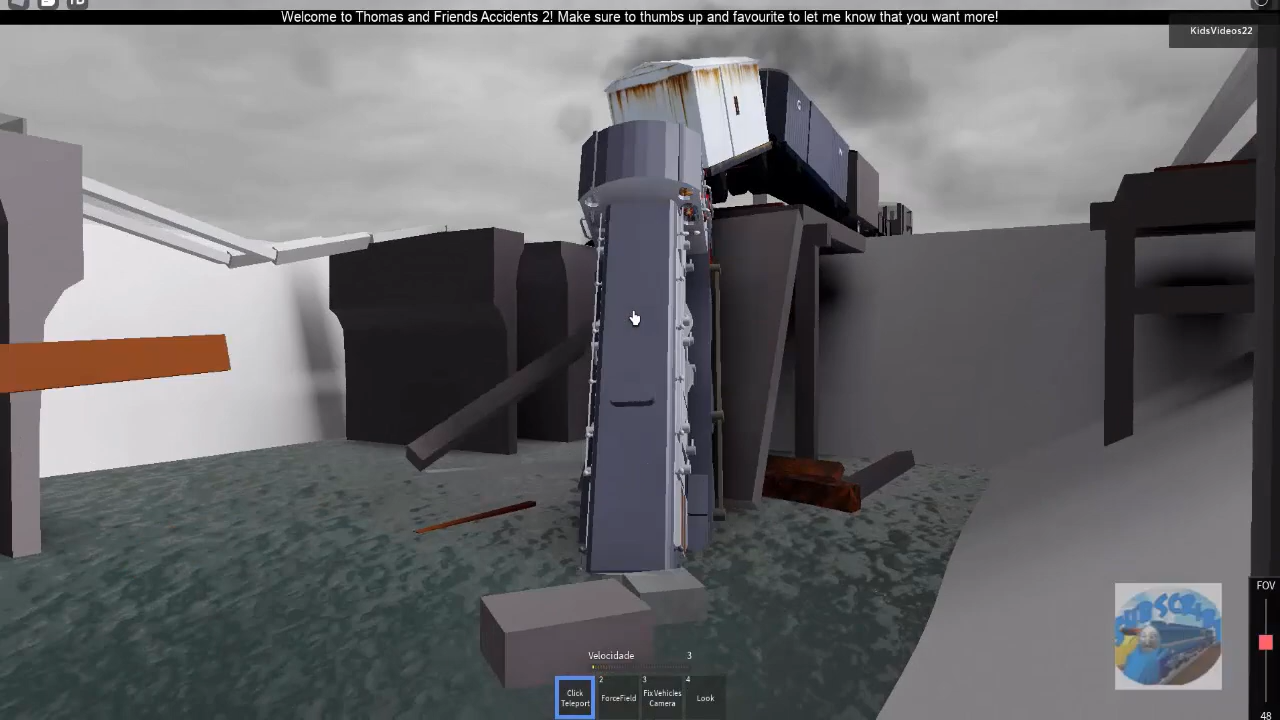 Welcome to Thomas and Friends Accidents 2! Make sure to thumbs up and favourite to let me know that you want more!
KidsVideos22
FOV
SUBSCRIBE
Velocidade 3
Click Teleport
2 ForceField
3 FixVehicles Camera
4 Look
48